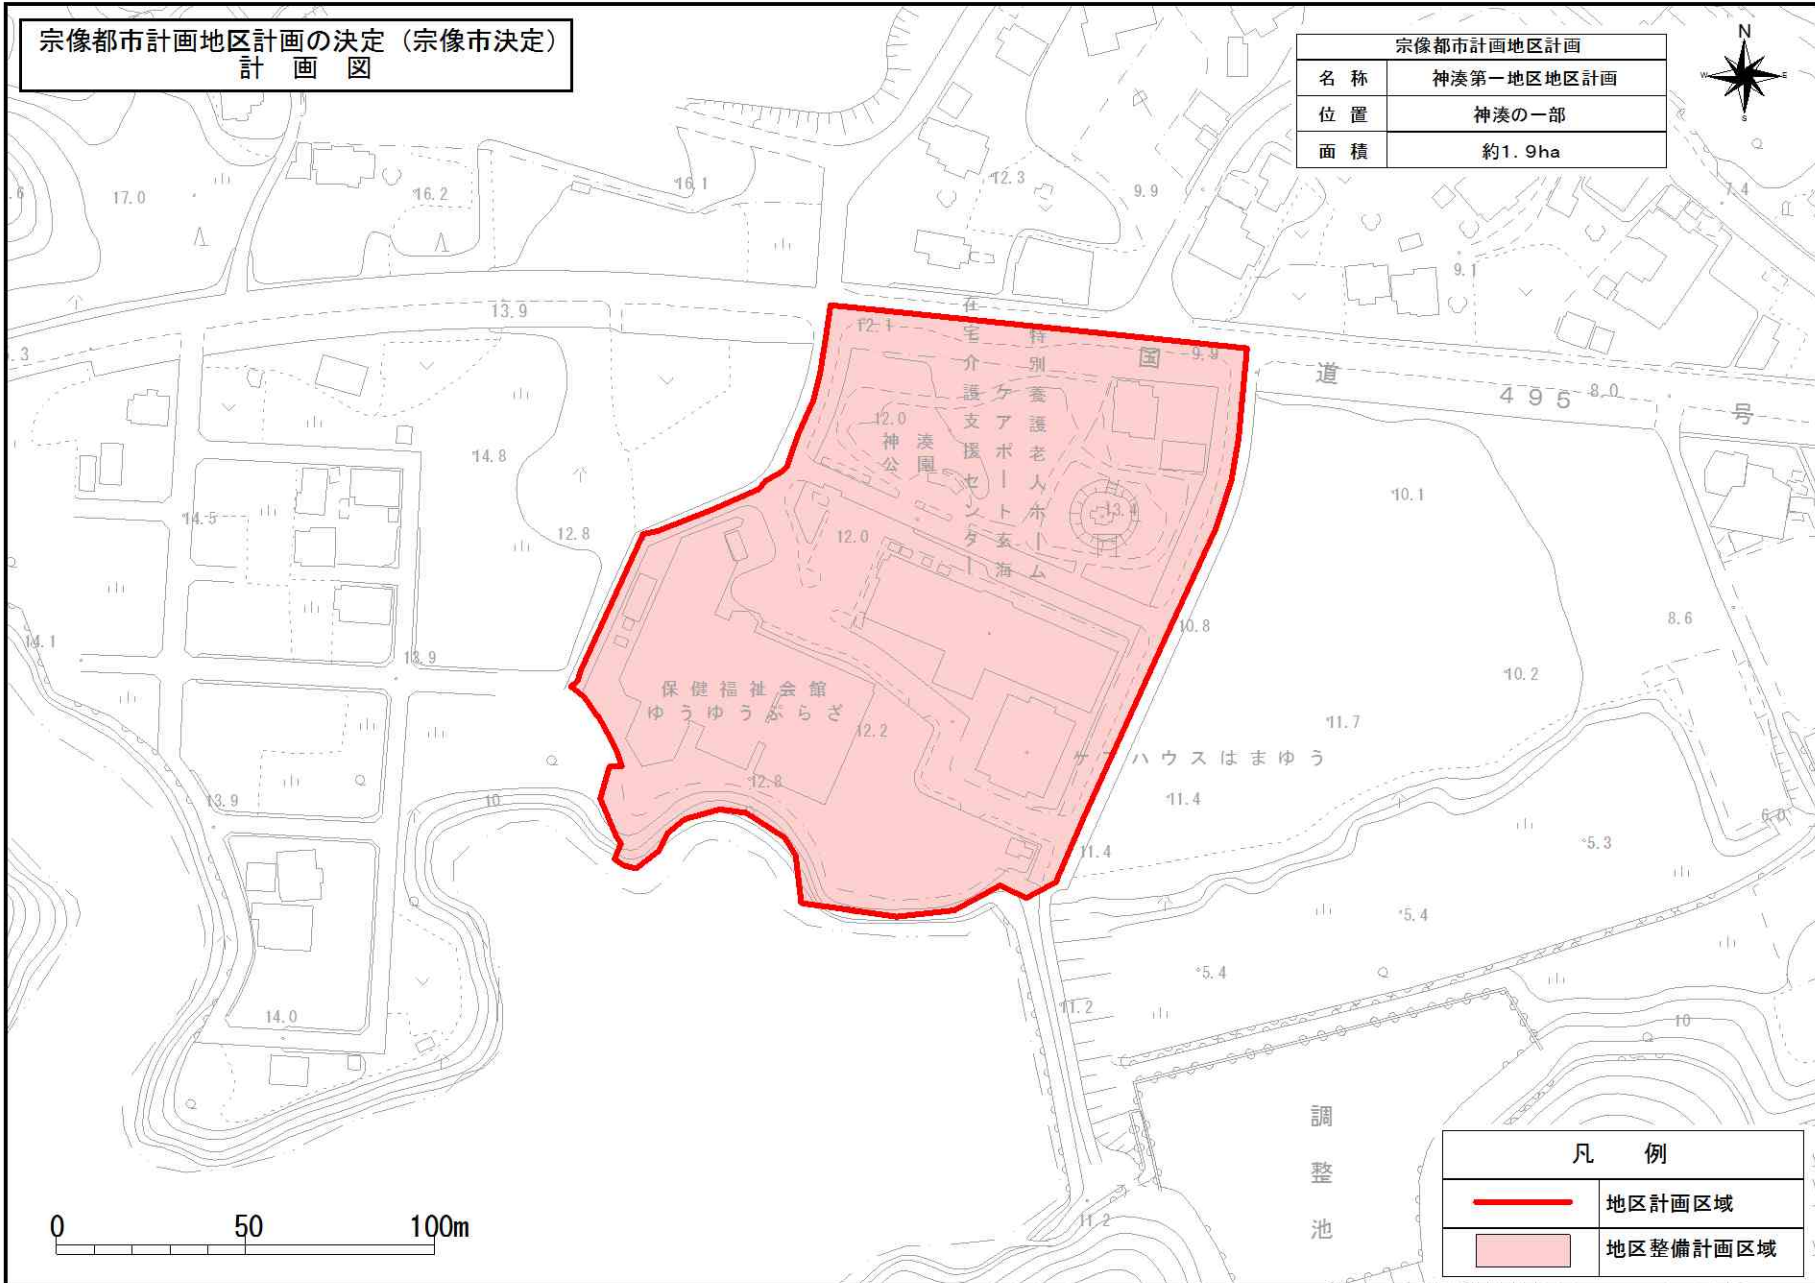 宗像都市計画地区計画の決定（宗像市決定）
計 画 図
宗像都市計画地区計画
名 称 神湊第一地区地区計画
位 置 神湊の一部
面 積 約1.9ha
N
W E
S
17.0
16.2
16.1
12.3
9.9
7.4
9.1
13.9
12.1
9.9
国 道 495 号
8.0
在宅介護支援センター
特別養護老人ホーム
ケアポート玄海
12.0
神 湊
公 園
14.8
14.5
12.8
12.0
13.4
10.1
14.1
13.9
10.8
8.6
10.2
保健福祉会館
ゆうゆうぷらざ
12.2
11.7
ケアハウスはまゆう
12.8
11.4
13.9
10
11.4
6.0
5.3
5.4
5.4
14.0
11.2
10
調整池
11.2
0 50 100m
凡 例
地区計画区域
地区整備計画区域